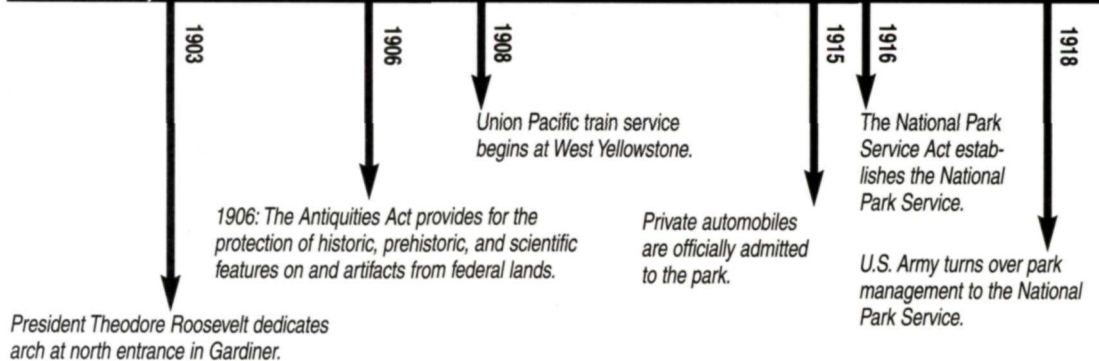 1903
1906
1908
1915
1916
1918
Union Pacific train service
begins at West Yellowstone.
The National Park
Service Act estab-
lishes the National
Park Service.
1906: The Antiquities Act provides for the
protection of historic, prehistoric, and scientific
features on and artifacts from federal lands.
Private automobiles
are officially admitted
to the park.
U.S. Army turns over park
management to the National
Park Service.
President Theodore Roosevelt dedicates
arch at north entrance in Gardiner.